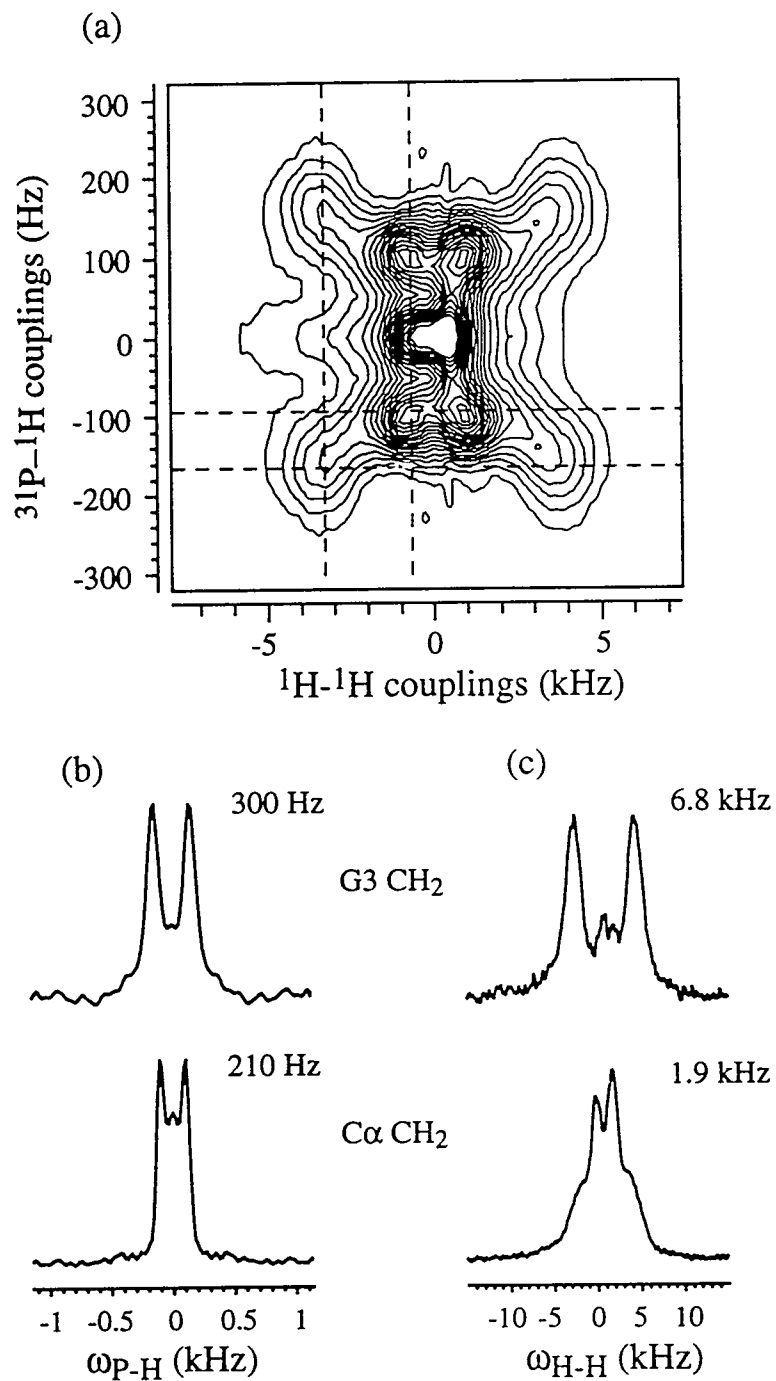 (a)
31P–1H couplings (Hz)
300
200
100
0
-100
-200
-300
-5 0 5
1H-1H couplings (kHz)
(b)
(c)
300 Hz
6.8 kHz
G3 CH2
210 Hz
1.9 kHz
Cα CH2
-1 -0.5 0 0.5 1
-10 -5 0 5 10
ωP-H (kHz)
ωH-H (kHz)